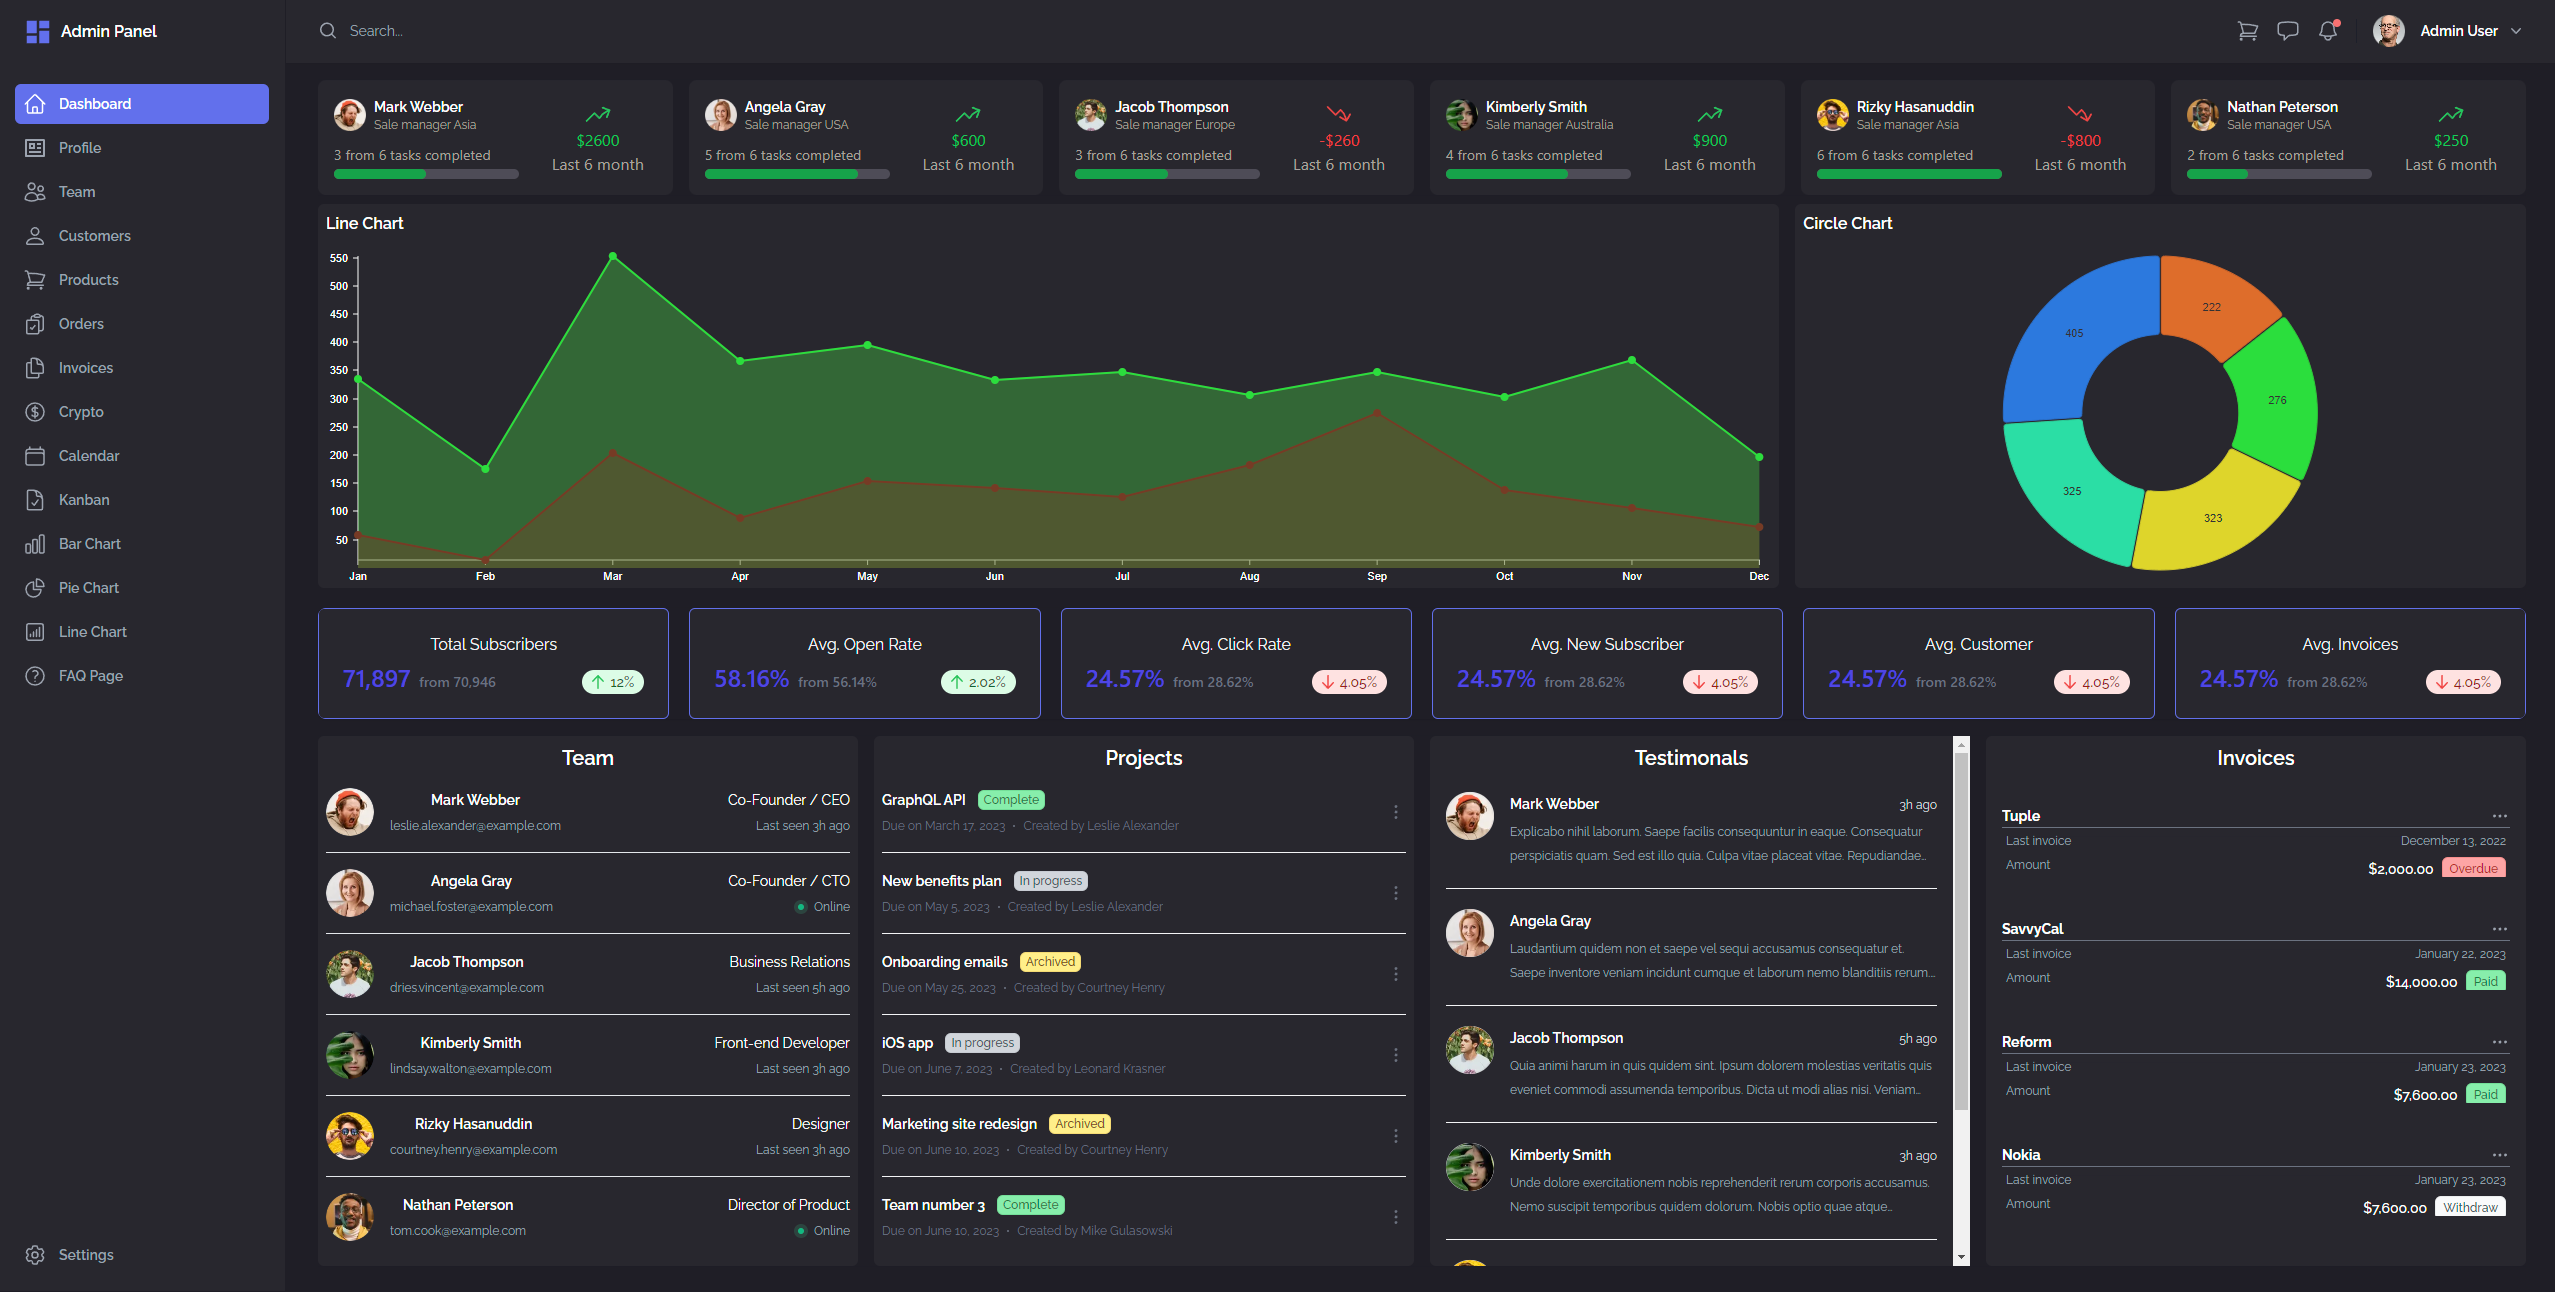 Admin Panel
Search...
Admin User
Dashboard
Profile
Team
Customers
Products
Orders
Invoices
Crypto
Calendar
Kanban
Bar Chart
Pie Chart
Line Chart
FAQ Page
Settings
Mark Webber
Sale manager Asia
3 from 6 tasks completed
$2600
Last 6 month
Angela Gray
Sale manager USA
5 from 6 tasks completed
$600
Last 6 month
Jacob Thompson
Sale manager Europe
3 from 6 tasks completed
-$260
Last 6 month
Kimberly Smith
Sale manager Australia
4 from 6 tasks completed
$900
Last 6 month
Rizky Hasanuddin
Sale manager Asia
6 from 6 tasks completed
-$800
Last 6 month
Nathan Peterson
Sale manager USA
2 from 6 tasks completed
$250
Last 6 month
Line Chart
550
500
450
400
350
300
250
200
150
100
50
Jan Feb Mar Apr May Jun Jul Aug Sep Oct Nov Dec
Circle Chart
222
276
323
325
405
Total Subscribers
71,897 from 70,946 12%
Avg. Open Rate
58.16% from 56.14% 2.02%
Avg. Click Rate
24.57% from 28.62% 4.05%
Avg. New Subscriber
24.57% from 28.62% 4.05%
Avg. Customer
24.57% from 28.62% 4.05%
Avg. Invoices
24.57% from 28.62% 4.05%
Team
Mark Webber Co-Founder / CEO
leslie.alexander@example.com Last seen 3h ago
Angela Gray Co-Founder / CTO
michael.foster@example.com Online
Jacob Thompson Business Relations
dries.vincent@example.com Last seen 5h ago
Kimberly Smith Front-end Developer
lindsay.walton@example.com Last seen 3h ago
Rizky Hasanuddin Designer
courtney.henry@example.com Last seen 3h ago
Nathan Peterson Director of Product
tom.cook@example.com Online
Projects
GraphQL API Complete
Due on March 17, 2023 • Created by Leslie Alexander
New benefits plan In progress
Due on May 5, 2023 • Created by Leslie Alexander
Onboarding emails Archived
Due on May 25, 2023 • Created by Courtney Henry
iOS app In progress
Due on June 7, 2023 • Created by Leonard Krasner
Marketing site redesign Archived
Due on June 10, 2023 • Created by Courtney Henry
Team number 3 Complete
Due on June 10, 2023 • Created by Mike Gulasowski
Testimonals
Mark Webber 3h ago
Explicabo nihil laborum. Saepe facilis consequuntur in eaque. Consequatur
perspiciatis quam. Sed est illo quia. Culpa vitae placeat vitae. Repudiandae...
Angela Gray
Laudantium quidem non et saepe vel sequi accusamus consequatur et.
Saepe inventore veniam incidunt cumque et laborum nemo blanditiis rerum...
Jacob Thompson 5h ago
Quia animi harum in quis quidem sint. Ipsum dolorem molestias veritatis quis
eveniet commodi assumenda temporibus. Dicta ut modi alias nisi. Veniam...
Kimberly Smith 3h ago
Unde dolore exercitationem nobis reprehenderit rerum corporis accusamus.
Nemo suscipit temporibus quidem dolorum. Nobis optio quae atque...
Invoices
Tuple
Last invoice December 13, 2022
Amount $2,000.00 Overdue
SavvyCal
Last invoice January 22, 2023
Amount $14,000.00 Paid
Reform
Last invoice January 23, 2023
Amount $7,600.00 Paid
Nokia
Last invoice January 23, 2023
Amount $7,600.00 Withdraw